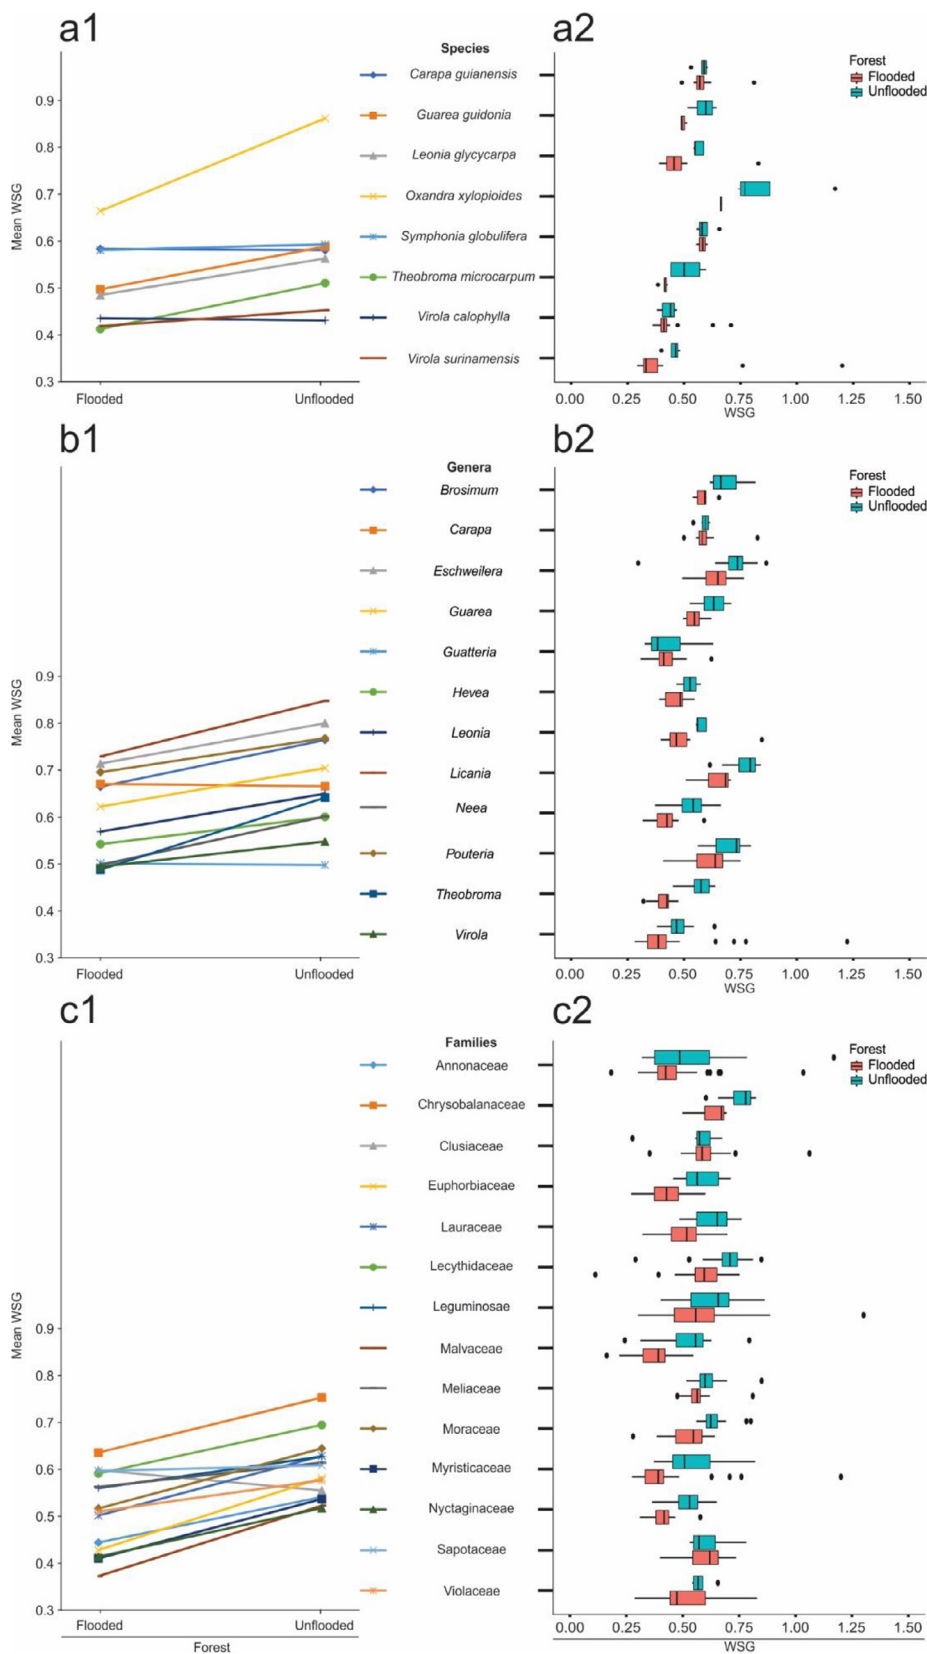 a1
a2
Species
Carapa guianensis
Guarea guidonia
Leonia glycycarpa
Oxandra xylopioides
Symphonia globulifera
Theobroma microcarpum
Virola calophylla
Virola surinamensis
Mean WSG
0.9
0.8
0.7
0.6
0.5
0.4
0.3
Flooded
Unflooded
Forest
Flooded
Unflooded
0.00
0.25
0.50
0.75
1.00
1.25
1.50
WSG
b1
b2
Genera
Brosimum
Carapa
Eschweilera
Guarea
Guatteria
Hevea
Leonia
Licania
Neea
Pouteria
Theobroma
Virola
Mean WSG
0.9
0.8
0.7
0.6
0.5
0.4
0.3
Flooded
Unflooded
Forest
Flooded
Unflooded
0.00
0.25
0.50
0.75
1.00
1.25
1.50
WSG
c1
c2
Families
Annonaceae
Chrysobalanaceae
Clusiaceae
Euphorbiaceae
Lauraceae
Lecythidaceae
Leguminosae
Malvaceae
Meliaceae
Moraceae
Myristicaceae
Nyctaginaceae
Sapotaceae
Violaceae
Mean WSG
0.9
0.8
0.7
0.6
0.5
0.4
0.3
Flooded
Unflooded
Forest
Forest
Flooded
Unflooded
0.00
0.25
0.50
0.75
1.00
1.25
1.50
WSG